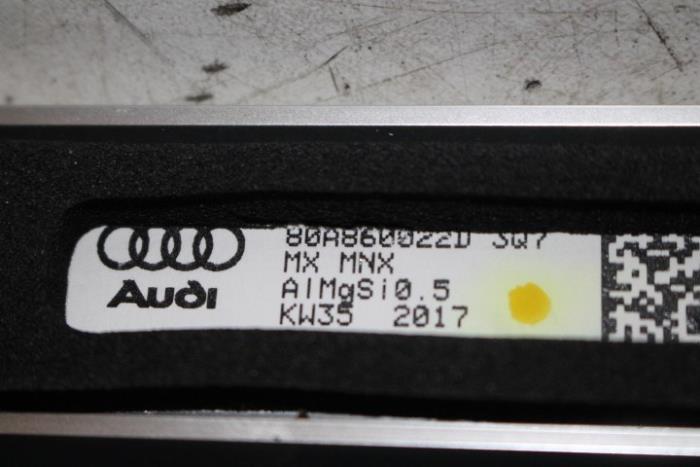 80A860022D 3Q7
MX MNX
AlMgSi0.5
KW35 2017
Audi